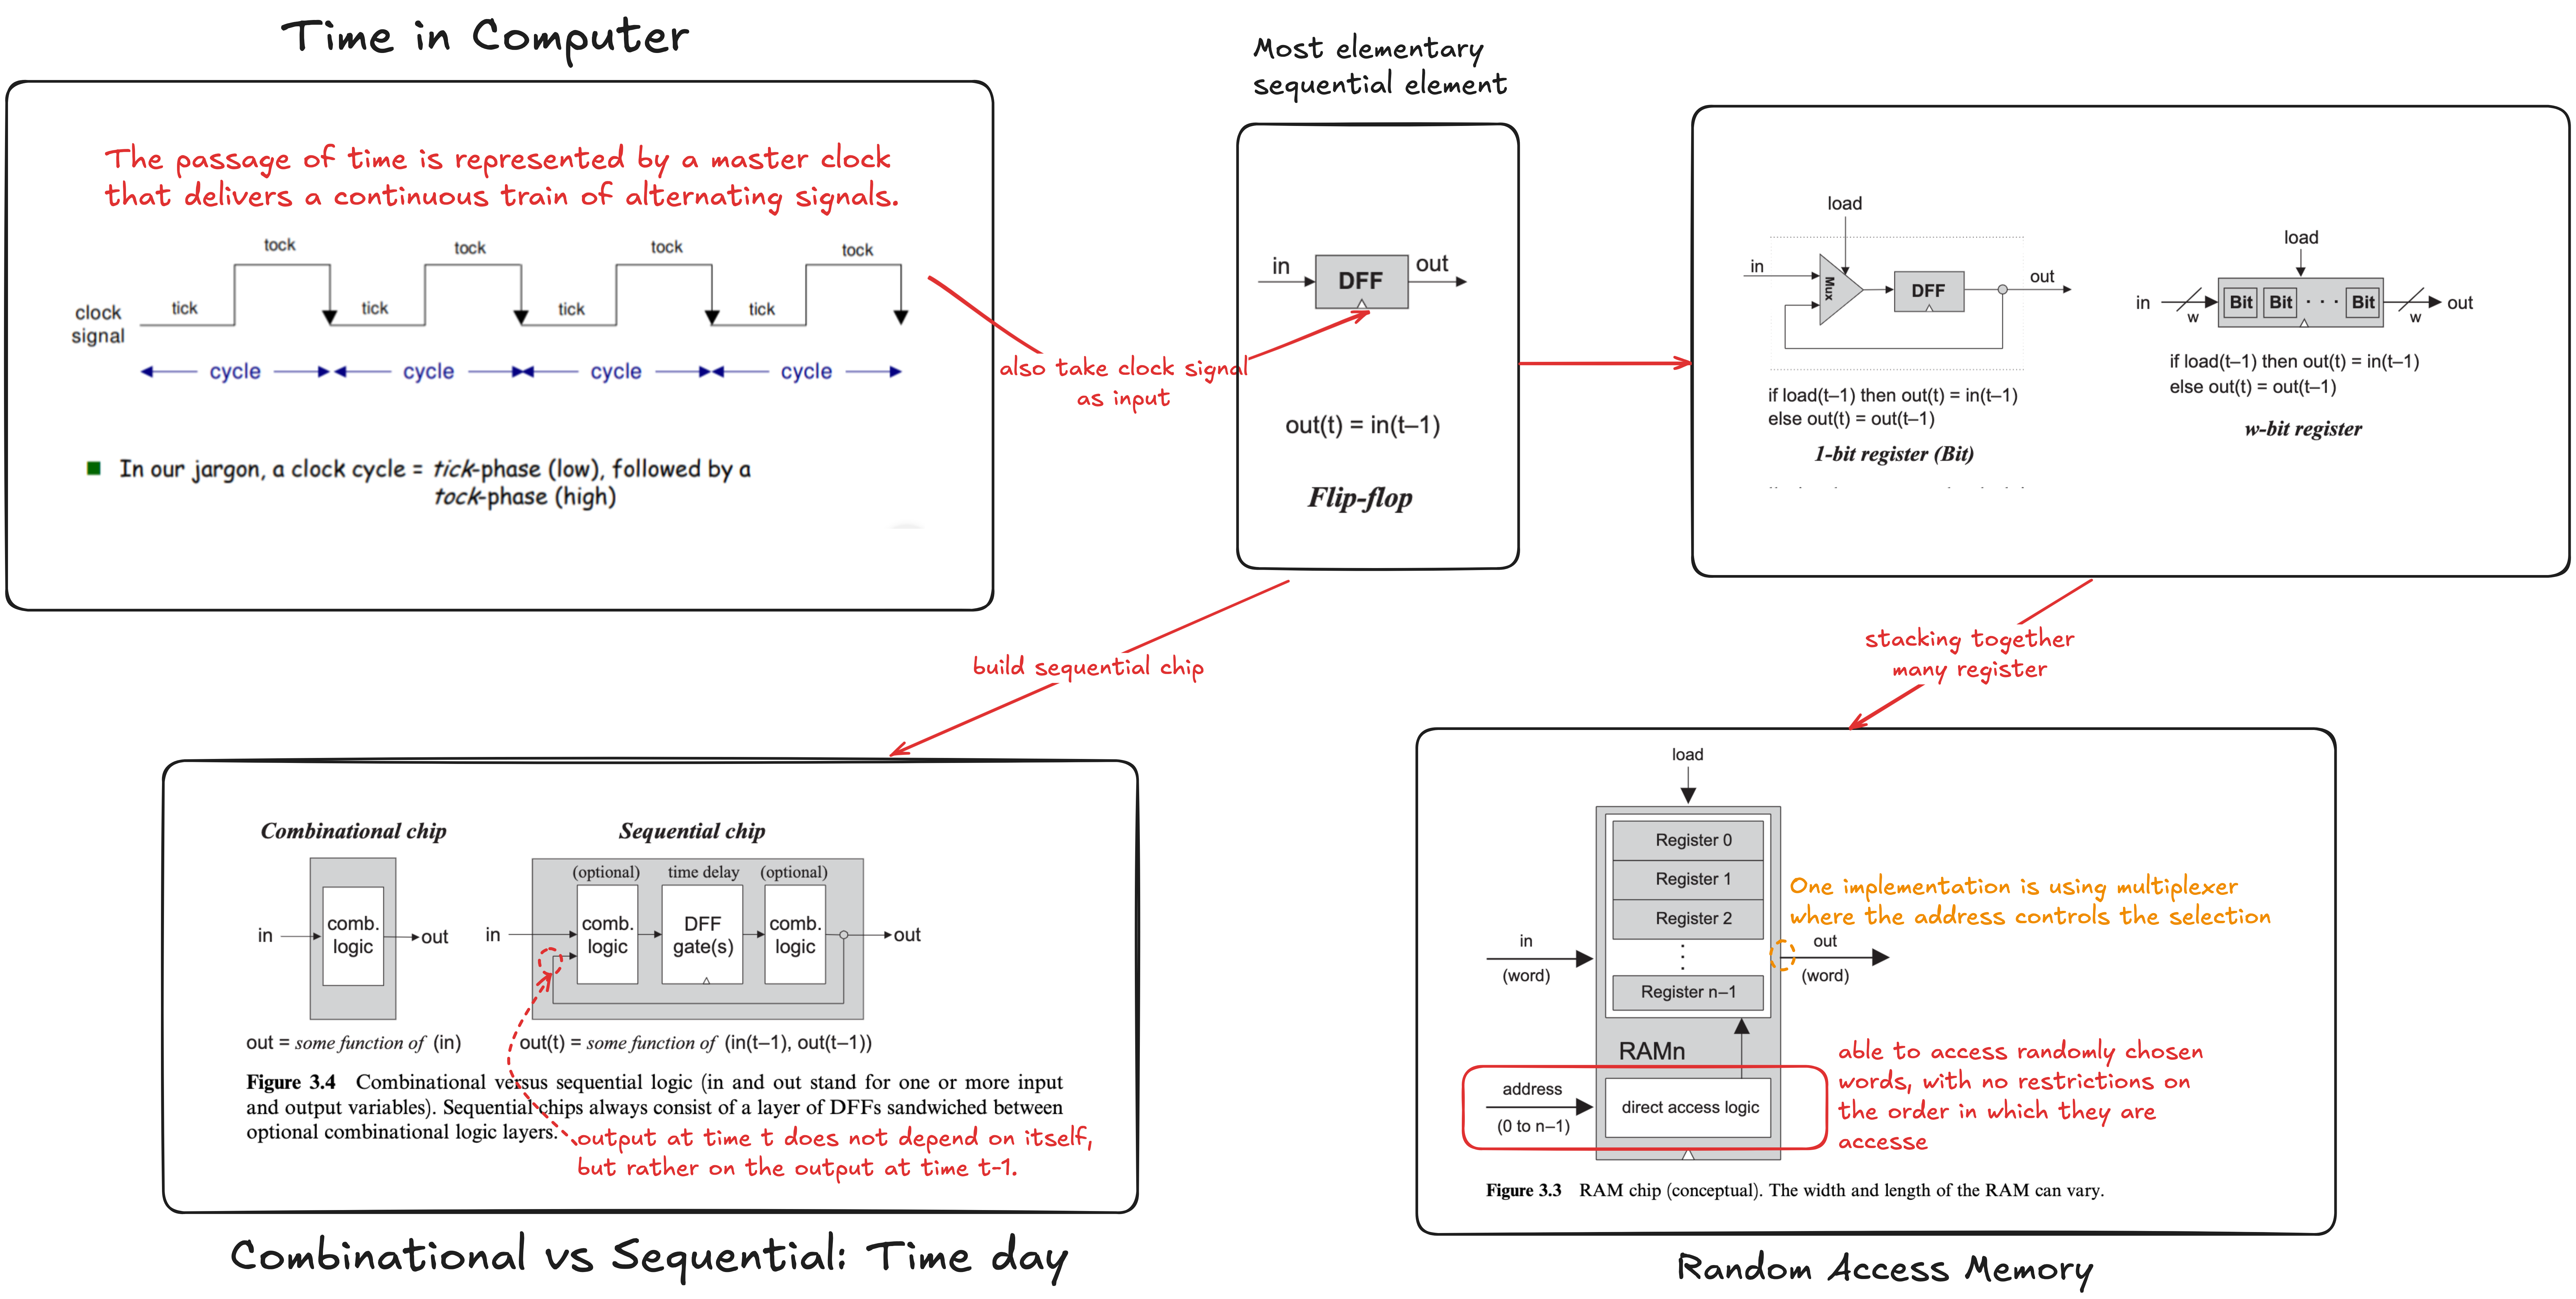 Time in Computer
The passage of time is represented by a master clock
that delivers a continuous train of alternating signals.
tock
tock
tock
tock
clock
signal
tick
tick
tick
tick
cycle
cycle
cycle
cycle
In our jargon, a clock cycle = tick-phase (low), followed by a
tock-phase (high)
also take clock signal
as input
Most elementary
sequential element
in
DFF
out
out(t) = in(t–1)
Flip-flop
load
in
Mux
DFF
out
if load(t–1) then out(t) = in(t–1)
else out(t) = out(t–1)
1-bit register (Bit)
load
in
w
Bit
Bit
. . .
Bit
w
out
if load(t–1) then out(t) = in(t–1)
else out(t) = out(t–1)
w-bit register
build sequential chip
stacking together
many register
Combinational chip
in
comb.
logic
out
out = some function of (in)
Sequential chip
(optional)
time delay
(optional)
in
comb.
logic
DFF
gate(s)
comb.
logic
out
out(t) = some function of (in(t–1), out(t–1))
Figure 3.4 Combinational versus sequential logic (in and out stand for one or more input
and output variables). Sequential chips always consist of a layer of DFFs sandwiched between
optional combinational logic layers.
output at time t does not depend on itself,
but rather on the output at time t-1.
Combinational vs Sequential: Time day
load
Register 0
Register 1
Register 2
Register n–1
in
(word)
out
(word)
One implementation is using multiplexer
where the address controls the selection
RAMn
address
(0 to n–1)
direct access logic
able to access randomly chosen
words, with no restrictions on
the order in which they are
accesse
Figure 3.3 RAM chip (conceptual). The width and length of the RAM can vary.
Random Access Memory